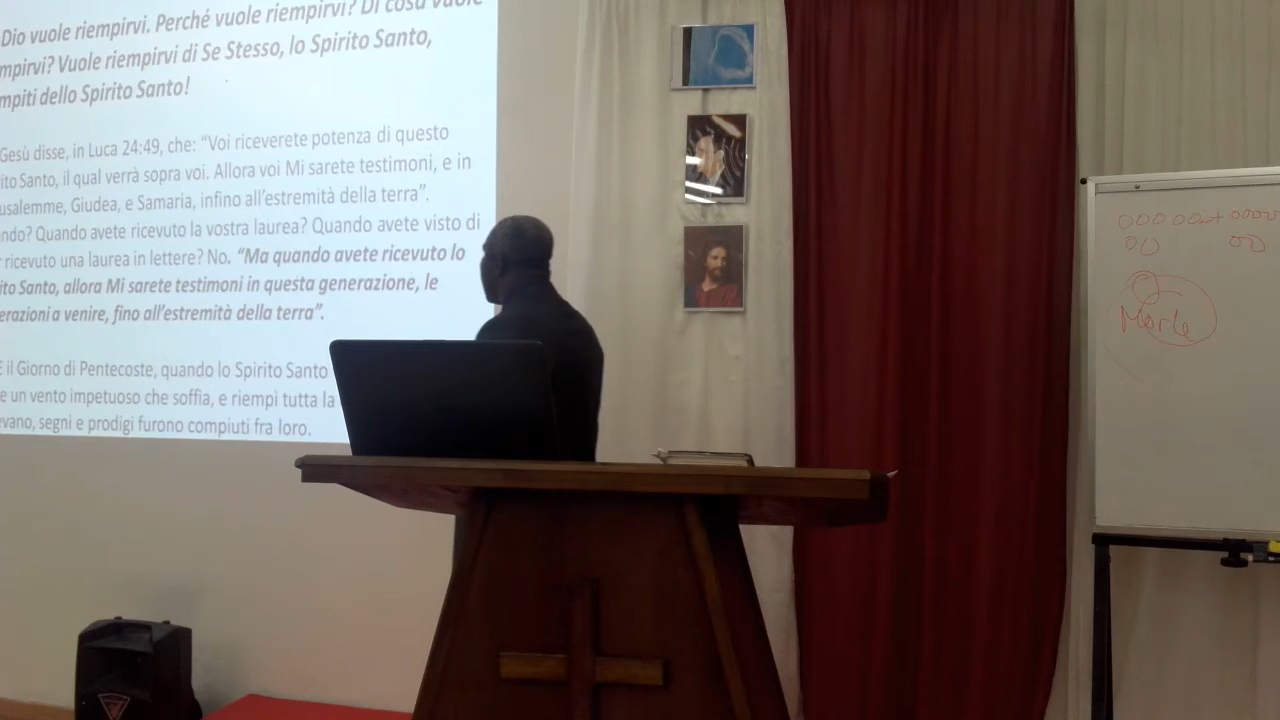 Dio vuole riempirvi. Perché vuole riempirvi? Di cosa vuole
mpirvi? Vuole riempirvi di Se Stesso, lo Spirito Santo,
mpiti dello Spirito Santo!
Gesù disse, in Luca 24:49, che: “Voi riceverete potenza di questo
ito Santo, il qual verrà sopra voi. Allora voi Mi sarete testimoni, e in
usalemme, Giudea, e Samaria, infino all’estremità della terra”.
ndo? Quando avete ricevuto la vostra laurea? Quando avete visto di
r ricevuto una laurea in lettere? No. “Ma quando avete ricevuto lo
ito Santo, allora Mi sarete testimoni in questa generazione, le
erazioni a venire, fino all’estremità della terra”.
E il Giorno di Pentecoste, quando lo Spirito Santo
e un vento impetuoso che soffia, e riempì tutta la
evano, segni e prodigi furono compiuti fra loro.